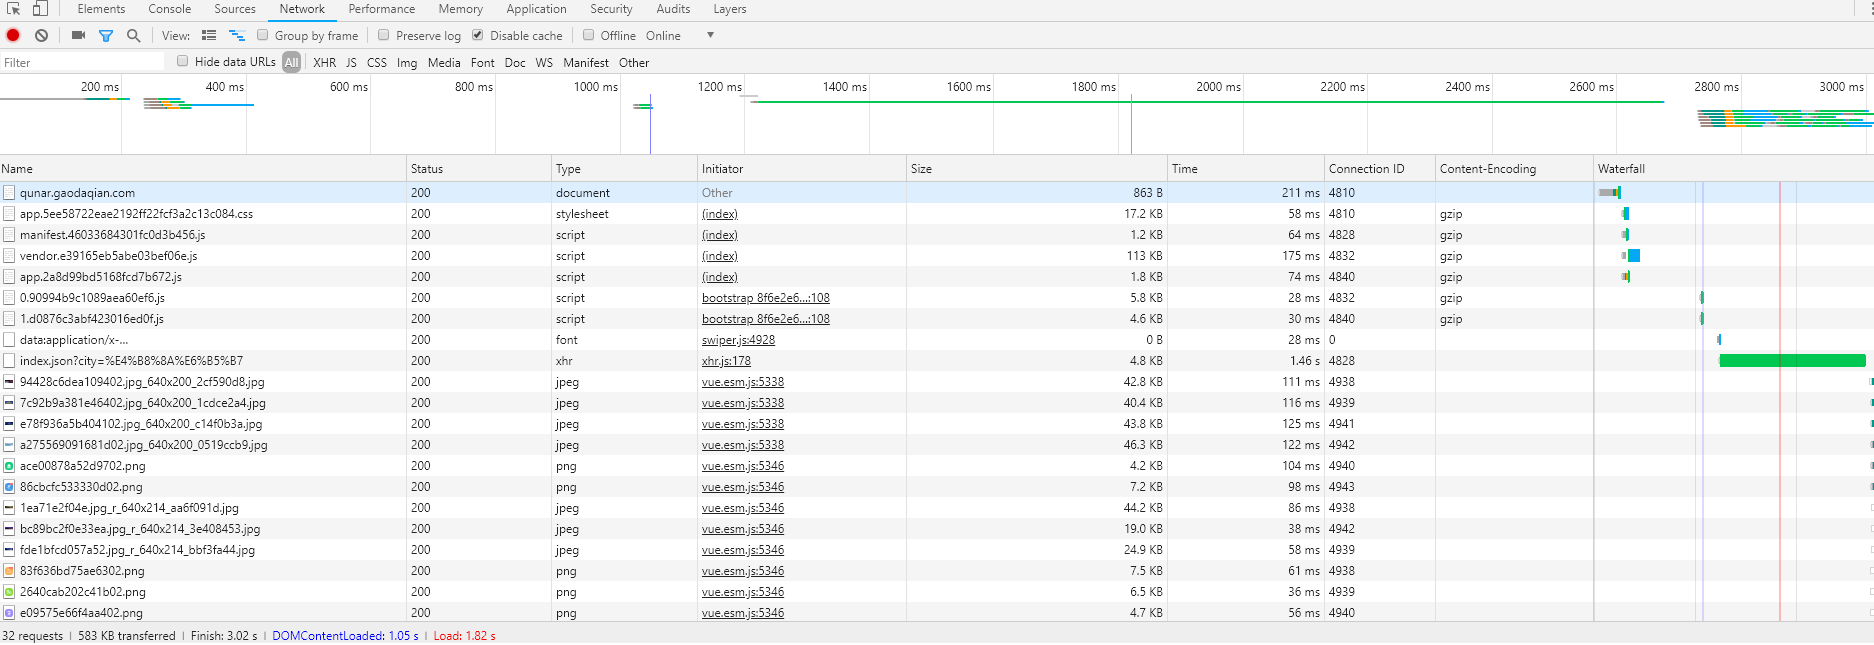 Elements Console Sources Network Performance Memory Application Security Audits Layers
View: Group by frame Preserve log Disable cache Offline Online
Filter Hide data URLs All XHR JS CSS Img Media Font Doc WS Manifest Other
200 ms 400 ms 600 ms 800 ms 1000 ms 1200 ms 1400 ms 1600 ms 1800 ms 2000 ms 2200 ms 2400 ms 2600 ms 2800 ms 3000 ms
Name Status Type Initiator Size Time Connection ID Content-Encoding Waterfall
qunar.gaodaqian.com 200 document Other 863 B 211 ms 4810
app.5ee58722eae2192ff22fcf3a2c13c084.css 200 stylesheet (index) 17.2 KB 58 ms 4810 gzip
manifest.46033684301fc0d3b456.js 200 script (index) 1.2 KB 64 ms 4828 gzip
vendor.e39165eb5abe03bef06e.js 200 script (index) 113 KB 175 ms 4832 gzip
app.2a8d99bd5168fcd7b672.js 200 script (index) 1.8 KB 74 ms 4840 gzip
0.90994b9c1089aea60ef6.js 200 script bootstrap 8f6e2e6…:108 5.8 KB 28 ms 4832 gzip
1.d0876c3abf423016ed0f.js 200 script bootstrap 8f6e2e6…:108 4.6 KB 30 ms 4840 gzip
data:application/x-... 200 font swiper.js:4928 0 B 28 ms 0
index.json?city=%E4%B8%8A%E6%B5%B7 200 xhr xhr.js:178 4.8 KB 1.46 s 4828
94428c6dea109402.jpg_640x200_2cf590d8.jpg 200 jpeg vue.esm.js:5338 42.8 KB 111 ms 4938
7c92b9a381e46402.jpg_640x200_1cdce2a4.jpg 200 jpeg vue.esm.js:5338 40.4 KB 116 ms 4939
e78f936a5b404102.jpg_640x200_c14f0b3a.jpg 200 jpeg vue.esm.js:5338 43.8 KB 125 ms 4941
a275569091681d02.jpg_640x200_0519ccb9.jpg 200 jpeg vue.esm.js:5338 46.3 KB 122 ms 4942
ace00878a52d9702.png 200 png vue.esm.js:5346 4.2 KB 104 ms 4940
86cbcfc533330d02.png 200 png vue.esm.js:5346 7.2 KB 98 ms 4943
1ea71e2f04e.jpg_r_640x214_aa6f091d.jpg 200 jpeg vue.esm.js:5346 44.2 KB 86 ms 4938
bc89bc2f0e33ea.jpg_r_640x214_3e408453.jpg 200 jpeg vue.esm.js:5346 19.0 KB 38 ms 4942
fde1bfcd057a52.jpg_r_640x214_bbf3fa44.jpg 200 jpeg vue.esm.js:5346 24.9 KB 58 ms 4939
83f636bd75ae6302.png 200 png vue.esm.js:5346 7.5 KB 61 ms 4938
2640cab202c41b02.png 200 png vue.esm.js:5346 6.5 KB 36 ms 4939
e09575e66f4aa402.png 200 png vue.esm.js:5346 4.7 KB 56 ms 4940
32 requests | 583 KB transferred | Finish: 3.02 s | DOMContentLoaded: 1.05 s | Load: 1.82 s